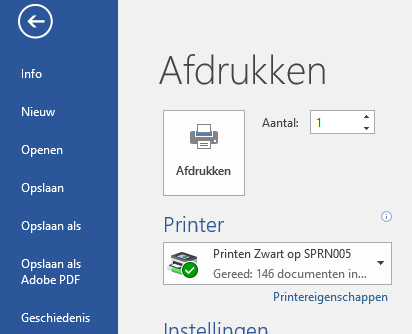 Info
Nieuw
Openen
Opslaan
Opslaan als
Opslaan als
Adobe PDF
Geschiedenis
Afdrukken
Afdrukken
Aantal: 1
Printer
Printen Zwart op SPRN005
Gereed: 146 documenten in...
Printereigenschappen
Instellingen